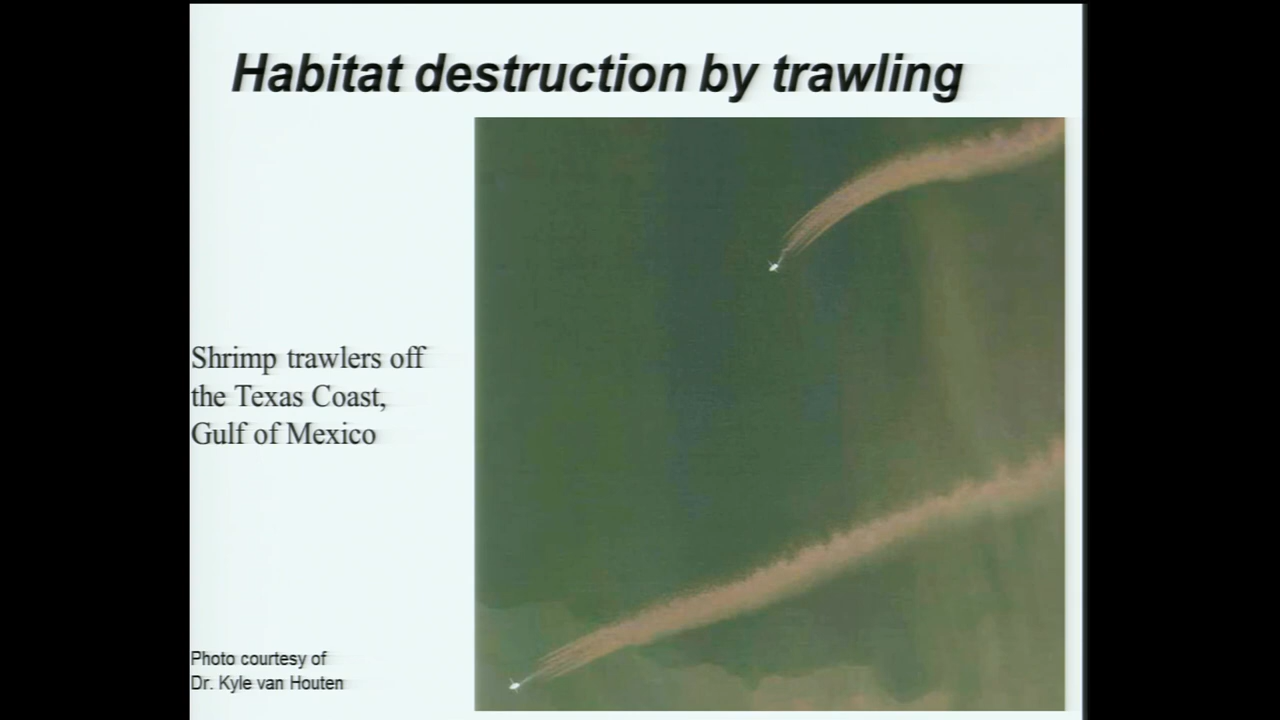 Habitat destruction by trawling
Shrimp trawlers off
the Texas Coast,
Gulf of Mexico
Photo courtesy of
Dr. Kyle van Houten